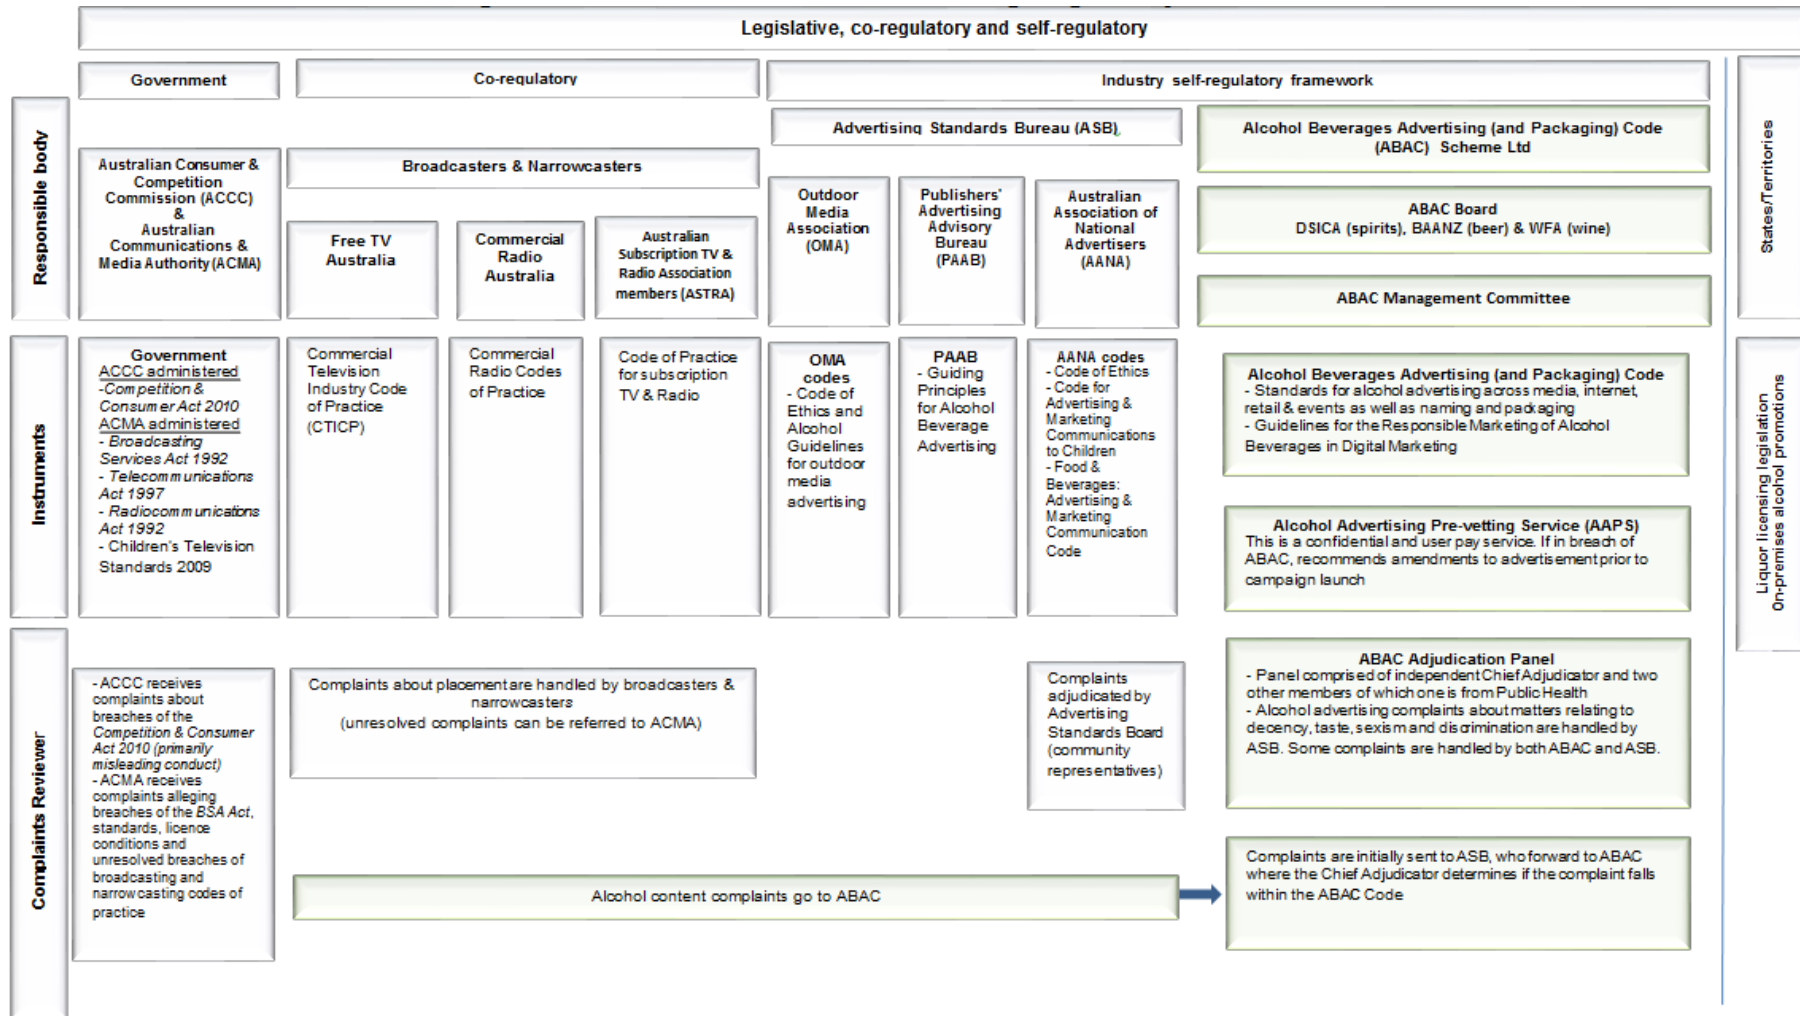 Legislative, co-regulatory and self-regulatory
Government
Co-regulatory
Industry self-regulatory framework
Responsible body
Australian Consumer &
Competition
Commission (ACCC)
&
Australian
Communications &
Media Authority (ACMA)
Broadcasters & Narrowcasters
Free TV
Australia
Commercial
Radio
Australia
Australian
Subscription TV &
Radio Association
members (ASTRA)
Advertising Standards Bureau (ASB)
Outdoor
Media
Association
(OMA)
Publishers'
Advertising
Advisory
Bureau
(PAAB)
Australian
Association of
National
Advertisers
(AANA)
Alcohol Beverages Advertising (and Packaging) Code
(ABAC) Scheme Ltd
ABAC Board
DSICA (spirits), BAANZ (beer) & WFA (wine)
ABAC Management Committee
States/Territories
Instruments
Government
ACCC administered
-Competition &
Consumer Act 2010
ACMA administered
- Broadcasting
Services Act 1992
- Telecommunications
Act 1997
- Radiocommunications
Act 1992
- Children's Television
Standards 2009
Commercial
Television
Industry Code
of Practice
(CTICP)
Commercial
Radio Codes
of Practice
Code of Practice
for subscription
TV & Radio
OMA
codes
- Code of
Ethics and
Alcohol
Guidelines
for outdoor
media
advertising
PAAB
- Guiding
Principles
for Alcohol
Beverage
Advertising
AANA codes
- Code of Ethics
- Code for
Advertising &
Marketing
Communications
to Children
- Food &
Beverages:
Advertising &
Marketing
Communication
Code
Alcohol Beverages Advertising (and Packaging) Code
- Standards for alcohol advertising across media, internet,
retail & events as well as naming and packaging
- Guidelines for the Responsible Marketing of Alcohol
Beverages in Digital Marketing
Alcohol Advertising Pre-vetting Service (AAPS)
This is a confidential and user pay service. If in breach of
ABAC, recommends amendments to advertisement prior to
campaign launch
Liquor licensing legislation
On-premises alcohol promotions
Complaints Reviewer
- ACCC receives
complaints about
breaches of the
Competition & Consumer
Act 2010 (primarily
misleading conduct)
- ACMA receives
complaints alleging
breaches of the BSA Act,
standards, licence
conditions and
unresolved breaches of
broadcasting and
narrowcasting codes of
practice
Complaints about placement are handled by broadcasters &
narrowcasters
(unresolved complaints can be referred to ACMA)
Complaints
adjudicated by
Advertising
Standards Board
(community
representatives)
ABAC Adjudication Panel
- Panel comprised of independent Chief Adjudicator and two
other members of which one is from Public Health
- Alcohol advertising complaints about matters relating to
decency, taste, sexism and discrimination are handled by
ASB. Some complaints are handled by both ABAC and ASB.
Alcohol content complaints go to ABAC
Complaints are initially sent to ASB, who forward to ABAC
where the Chief Adjudicator determines if the complaint falls
within the ABAC Code